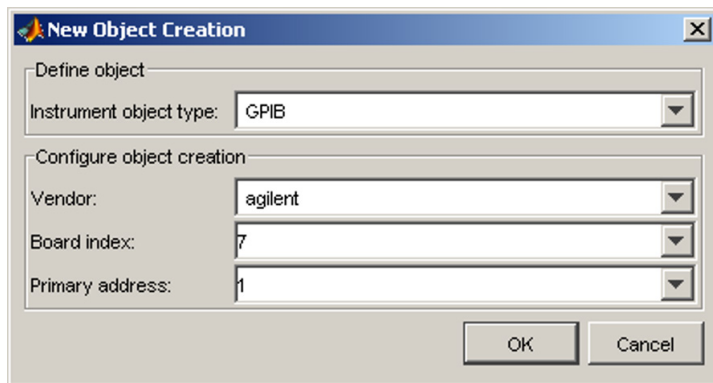 New Object Creation
Define object
Instrument object type: GPIB
Configure object creation
Vendor: agilent
Board index: 7
Primary address: 1
OK Cancel